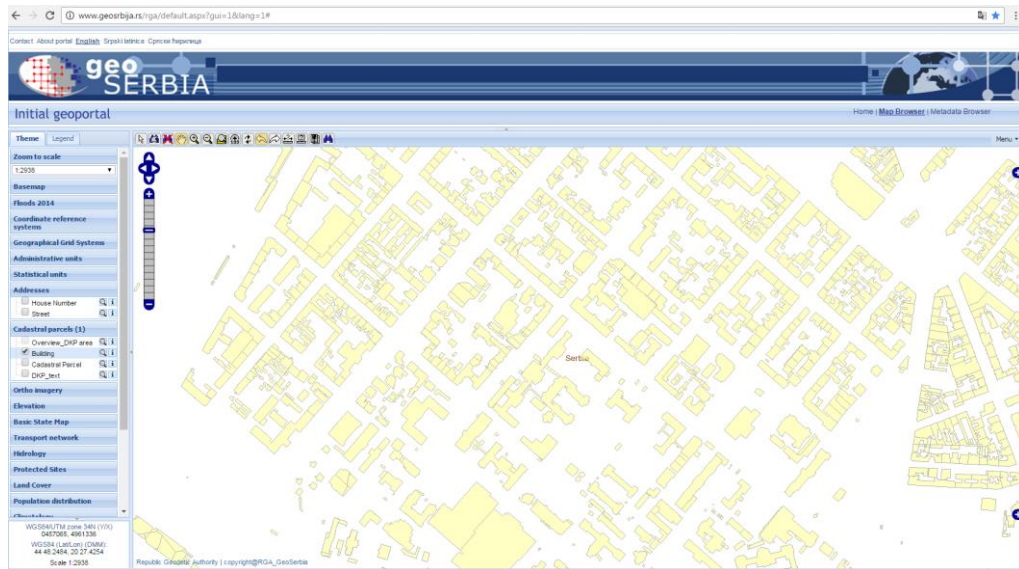 www.geosrbija.rs/rga/default.aspx?gui=1&lang=1#
Contact About portal English Srpski latinica Српски ћирилица
geo
SERBIA
Initial geoportal
Home | Map Browser | Metadata Browser
Theme Legend
Menu
Zoom to scale
1:2938
Basemap
Floods 2014
Coordinate reference
systems
Geographical Grid Systems
Administrative units
Statistical units
Addresses
House Number
Street
Cadastral parcels (1)
Overview_DKP area
Building
Cadastral Parcel
DKP_text
Ortho imagery
Elevation
Basic State Map
Transport network
Hidrology
Protected Sites
Land Cover
Population distribution
Climatology
Serbia
WGS84/UTM zone 34N (Y/X)
0457065, 4961336
WGS84 (Lat/Lon) (DMM):
44 48.2484, 20 27.4254
Scale 1:2938
Republic Geodetic Authority | copyright@RGA_GeoSerbia